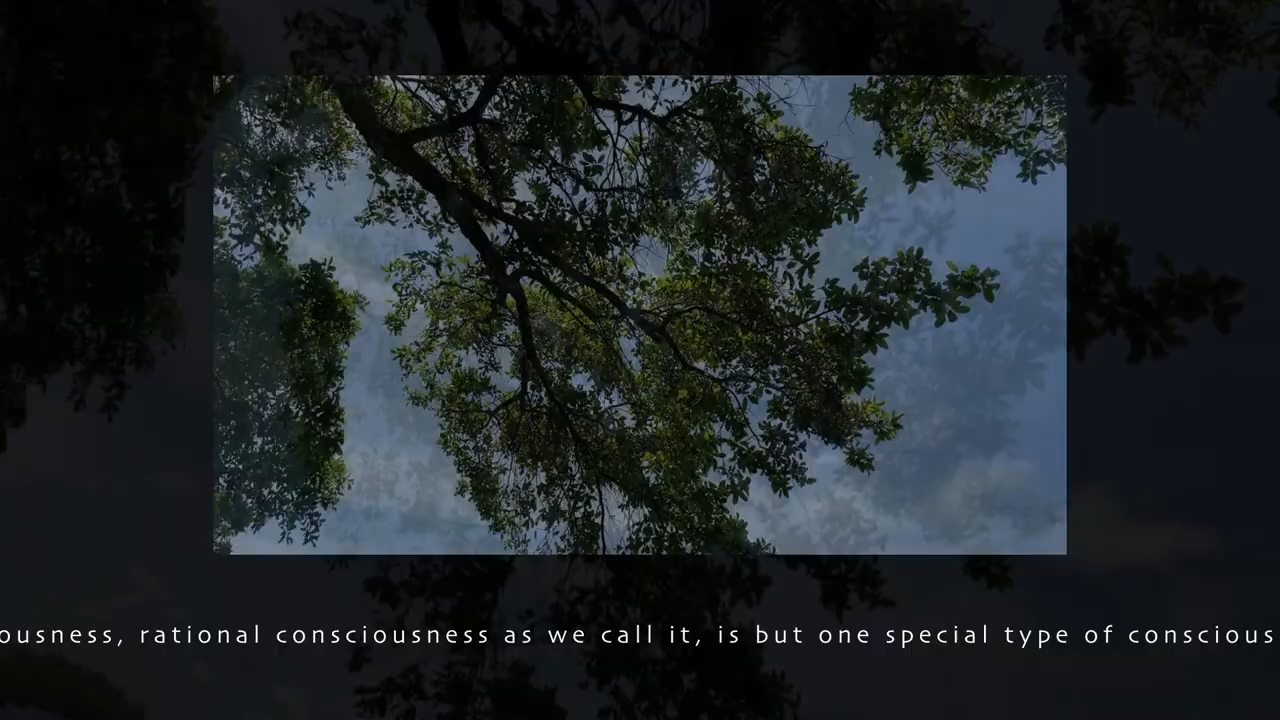 ousness, rational consciousness as we call it, is but one special type of conscious